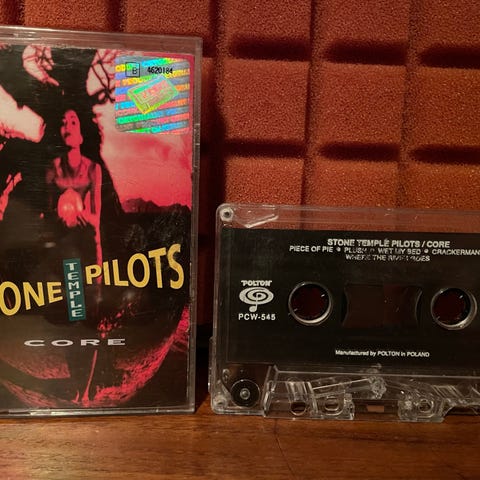 B 4620184
ONE TEMPLE PILOTS
CORE
STONE TEMPLE PILOTS / CORE
PIECE OF PIE • PLUSH • WET MY BED • CRACKERMAN
WHERE THE RIVER GOES
POLTON
PCW-545
Manufactured by POLTON in POLAND